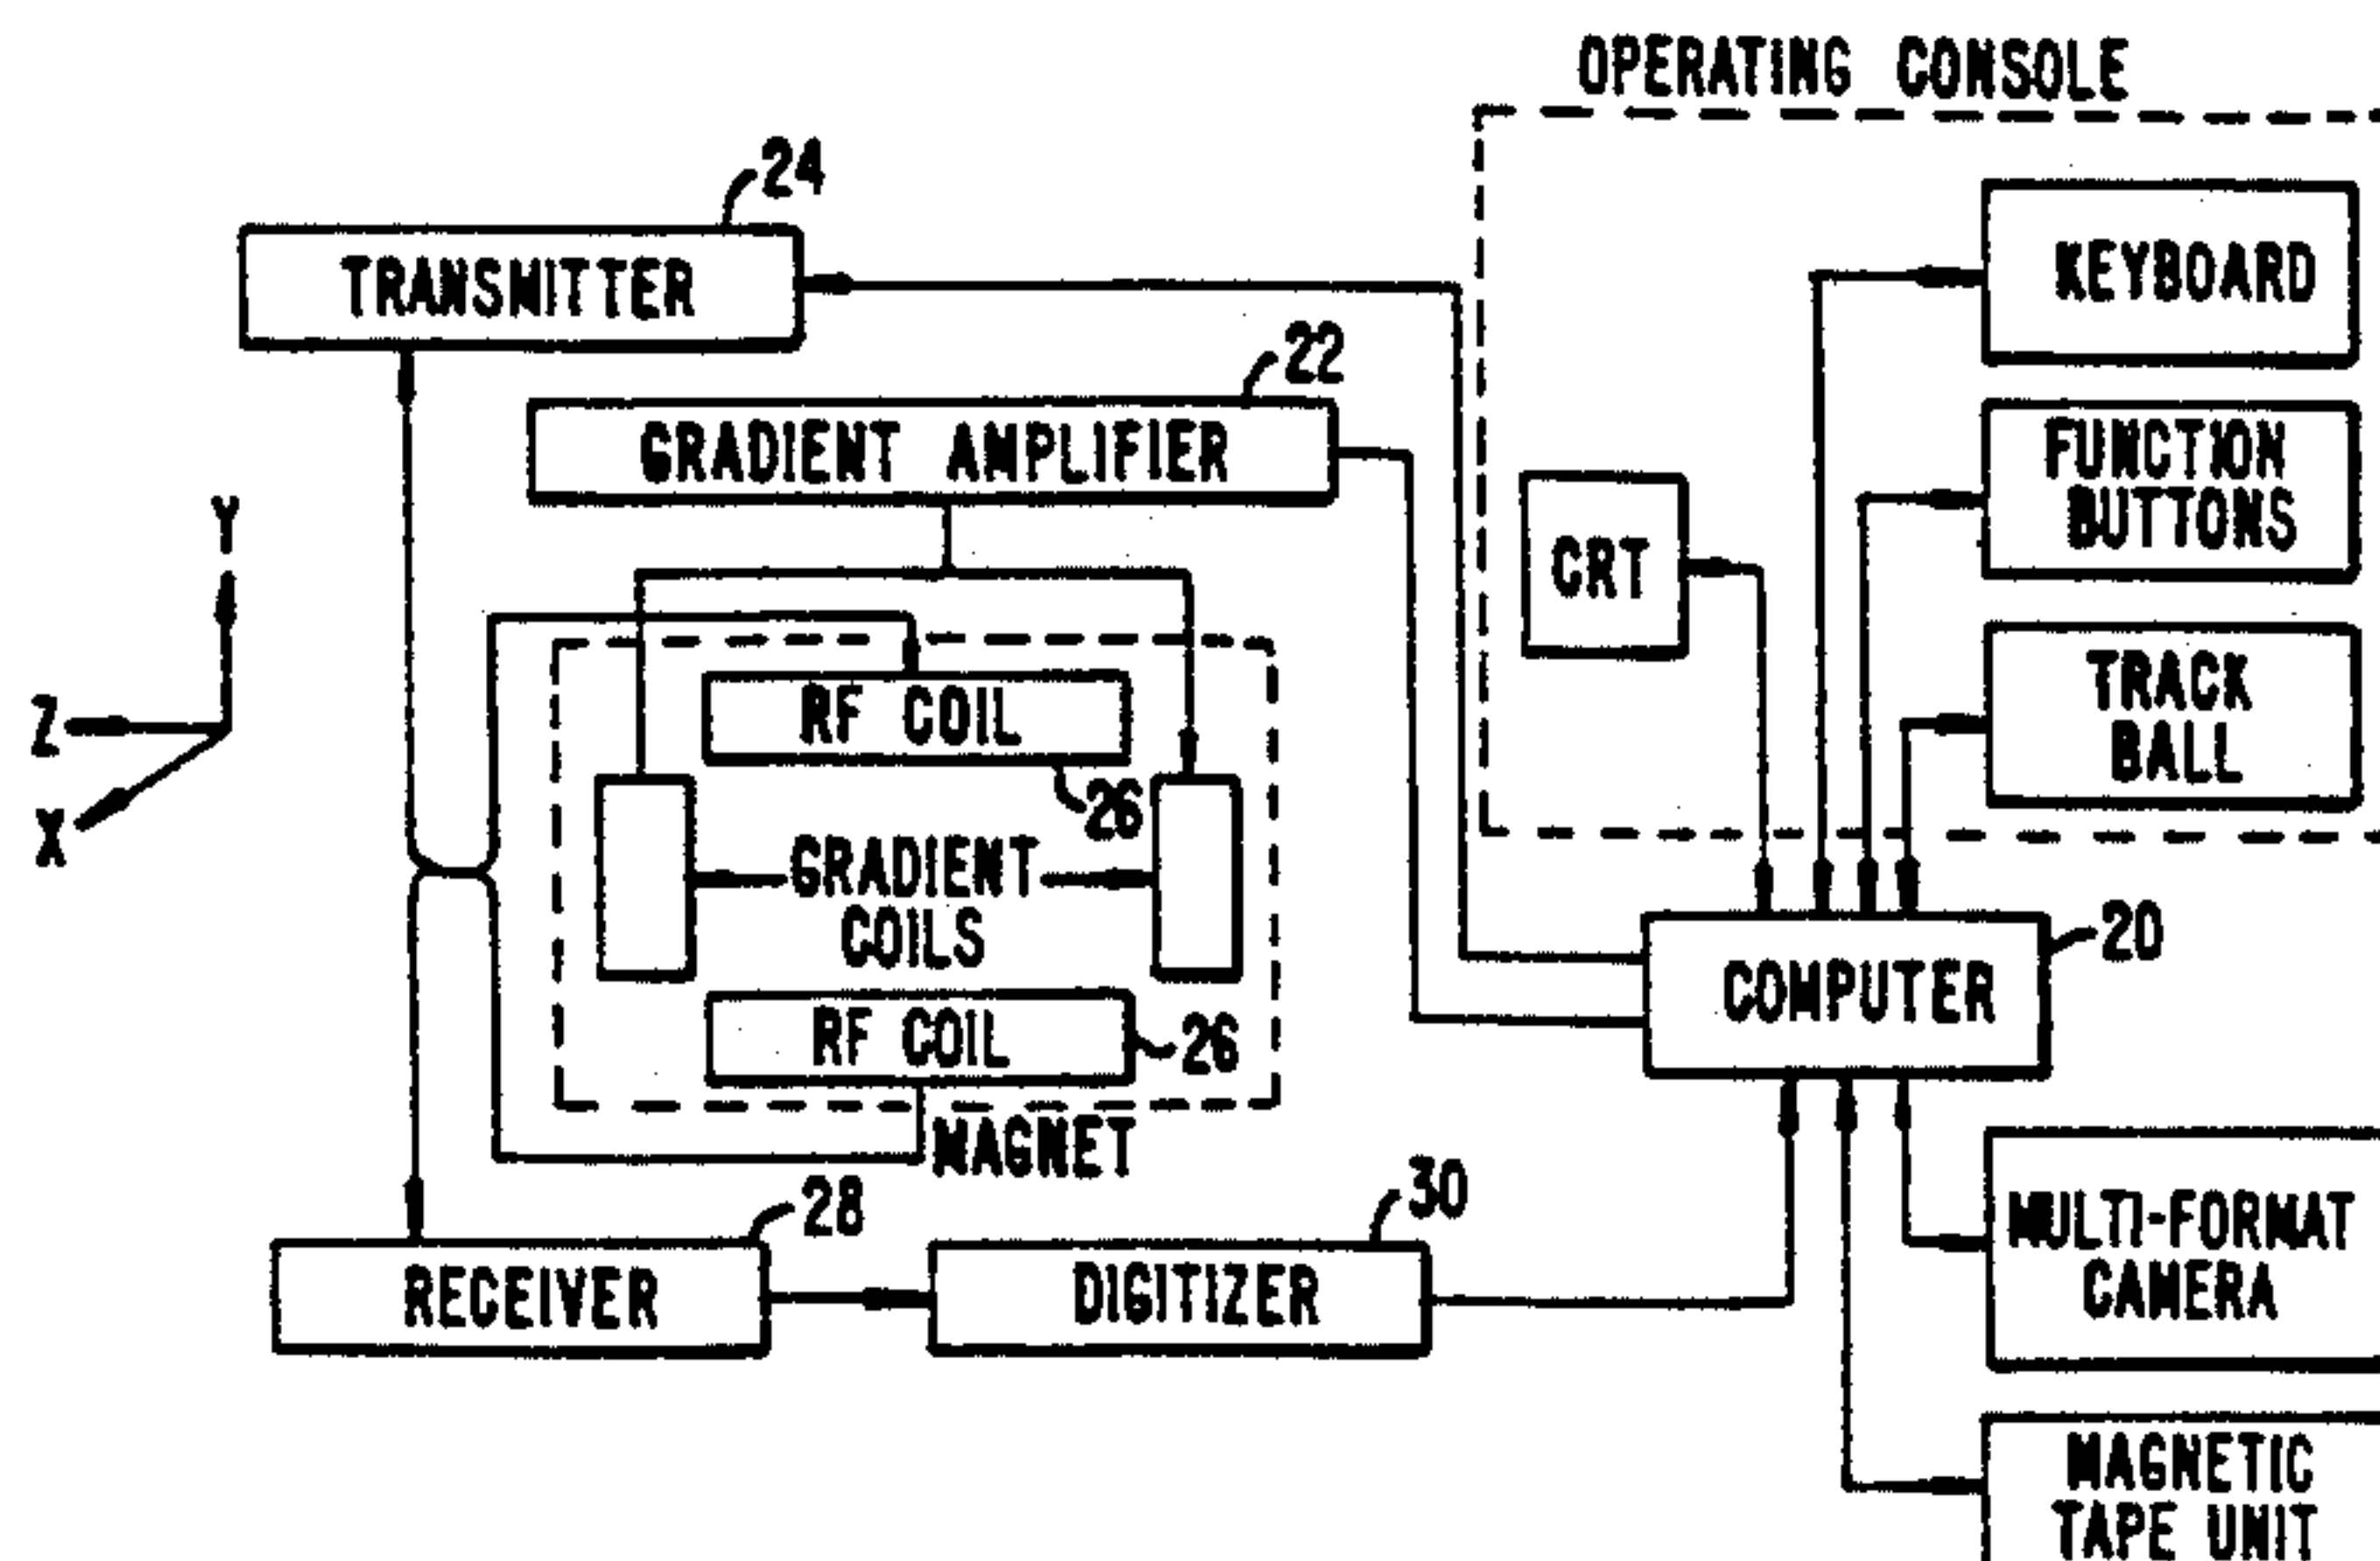 OPERATING CONSOLE
24
TRANSMITTER
KEYBOARD
22
GRADIENT AMPLIFIER
FUNCTION
BUTTONS
CRT
Y
Z
X
RF COIL
26
TRACK
BALL
GRADIENT
COILS
20
COMPUTER
RF COIL
26
MAGNET
28
RECEIVER
30
DIGITIZER
MULTI-FORMAT
CAMERA
MAGNETIC
TAPE UNIT